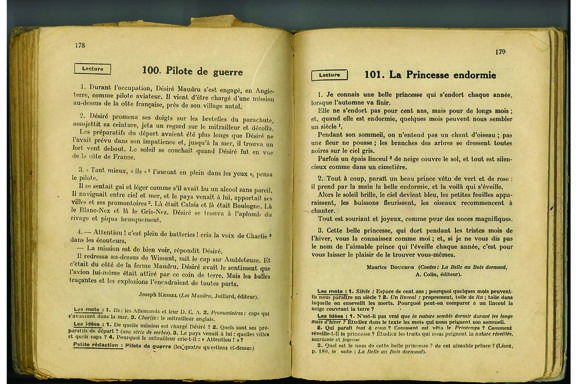 178
Lecture
100. Pilote de guerre
1. Durant l'occupation, Désiré Maudru s'est engagé, en Angle-
terre, comme pilote aviateur. Il vient d'être chargé d'une mission
au-dessus de la côte française, près de son village natal.
2. Désiré promena ses doigts sur les bretelles du parachute,
assujettit sa ceinture, jeta un regard sur le mitrailleur et décolla.
Les préparatifs du départ avaient été plus longs que Désiré ne
l'avait prévu dans son impatience et, jusqu'à la mer, il trouva un
fort vent debout. Le soleil se couchait quand Désiré fut en vue
de la côte de France.
3. « Tant mieux, « ils » ¹ l'auront en plein dans les yeux », pensa
le pilote.
Il se sentait gai et léger comme s'il avait bu un alcool sans pareil.
Il naviguait entre ciel et mer, et le pays venait à lui, apportait ses
villes et ses promontoires ². Là était Calais et là était Boulogne. Là
le Blanc-Nez et là le Gris-Nez. Désiré se trouva à l'aplomb du
rivage et piqua brusquement.
4. — Attention ! c'est plein de batteries ! cria la voix de Charlie ³
dans les écouteurs.
— La mission est de bien voir, répondit Désiré.
Il redressa au-dessus de Wissant, mit le cap sur Ambleteuse. Et
c'était du côté de la ferme Maudru, Désiré avait le sentiment que
l'avion lui-même était attiré par ce coin de terre. Mais les balles
traçantes et les explosions l'encadraient de toutes parts.
Joseph Kessel (Les Maudru, Julliard, éditeur).
Les mots : 1. Ils : les Allemands et leur D. C. A. 2. Promontoire : cap qui
s'avance dans la mer. 3. Charlie : le mitrailleur anglais.
Les idées : 1. De quelle mission est chargé Désiré ? 2. Quels sont ses pré-
paratifs de départ ? 3. Le pays venait à lui : quelles villes
et quels caps ? 4. Pourquoi le mitrailleur crie-t-il : « Attention ! » ?
Petite rédaction : Pilote de guerre (les quatre questions ci-dessus)
179
Lecture
101. La Princesse endormie
1. Je connais une belle princesse qui s'endort chaque année,
lorsque l'automne va finir.
Elle ne s'endort pas pour cent ans, mais pour de longs mois ;
et, quand elle est endormie, quelques mois peuvent nous sembler
un siècle ¹.
Pendant son sommeil, on n'entend pas un chant d'oiseau ; pas
une fleur ne pousse ; les branches des arbres se dressent toutes
noires sur le ciel gris.
Parfois un épais linceul ² de neige couvre le sol, et tout est silen-
cieux comme dans un cimetière.
2. Tout à coup, paraît un beau prince vêtu de vert et de rose :
il prend par la main la belle endormie, et la voilà qui s'éveille.
Alors le soleil brille, le ciel devient bleu, les petites feuilles appa-
raissent, les buissons fleurissent, les oiseaux recommencent à
chanter.
Tout est souriant et joyeux, comme pour des noces magnifiques.
3. Cette belle princesse, qui dort pendant les tristes mois de
l'hiver, vous la connaissez comme moi ; et, si je ne vous dis pas
le nom de l'aimable prince qui l'éveille chaque année, c'est pour
vous laisser le plaisir de le trouver vous-mêmes.
Maurice Bouchor (Contes : La Belle au Bois dormant,
A. Colin, éditeur).
Les mots : 1. Siècle : Espace de cent ans ; pourquoi quelques mois peuvent-
ils nous paraître un siècle ? 2. Un linceul : proprement, toile de lin ; toile dans
laquelle on ensevelit les morts. Pourquoi peut-on comparer à un linceul la
neige couvrant la terre ?
Les idées : 1. N'est-il pas vrai que la nature semble dormir durant les longs
mois d'hiver ? Étudiez dans le texte les mots qui nous peignent son sommeil.
2. Qui paraît tout à coup ? Comment est vêtu le Printemps ? Comment
réveille-t-il la princesse ? Étudiez les traits qui nous peignent la nature
souriante et joyeuse.
3. Quel est le nom de cette belle princesse ? de cet aimable prince ? (Lire,
p. 180, la suite : La Belle au Bois dormant).